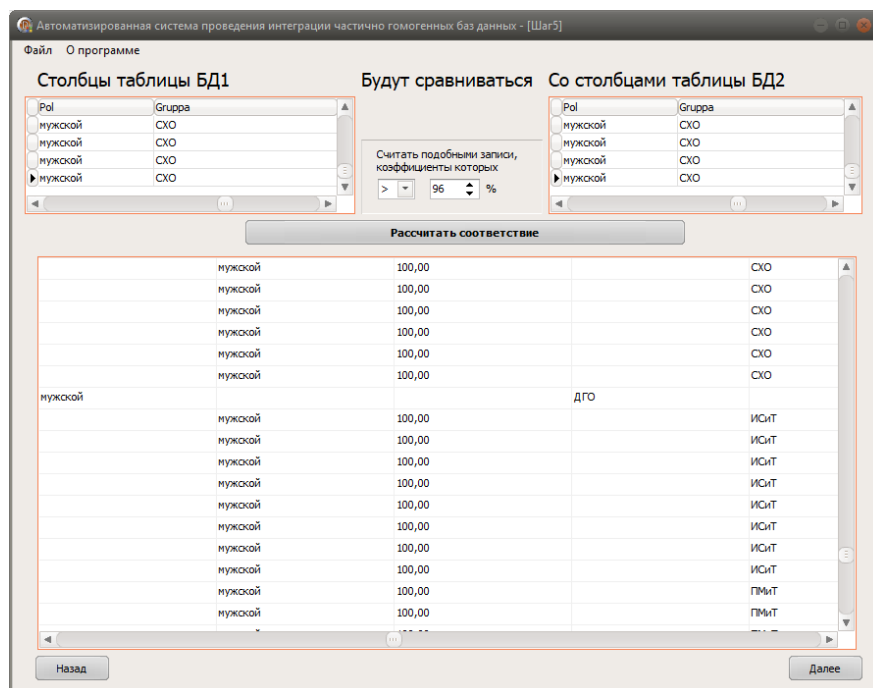 Автоматизированная система проведения интеграции частично гомогенных баз данных - [Шаг5]
Файл О программе
Столбцы таблицы БД1 Будут сравниваться Со столбцами таблицы БД2
Pol Gruppa Pol Gruppa
мужской СХО мужской СХО
мужской СХО мужской СХО
мужской СХО мужской СХО
мужской СХО мужской СХО
Считать подобными записи,
коэффициенты которых
> 96 %
Рассчитать соответствие
мужской 100,00 СХО
мужской 100,00 СХО
мужской 100,00 СХО
мужской 100,00 СХО
мужской 100,00 СХО
мужской 100,00 СХО
мужской ДГО
мужской 100,00 ИСиТ
мужской 100,00 ИСиТ
мужской 100,00 ИСиТ
мужской 100,00 ИСиТ
мужской 100,00 ИСиТ
мужской 100,00 ИСиТ
мужской 100,00 ИСиТ
мужской 100,00 ИСиТ
мужской 100,00 ПМиТ
мужской 100,00 ПМиТ
Назад Далее